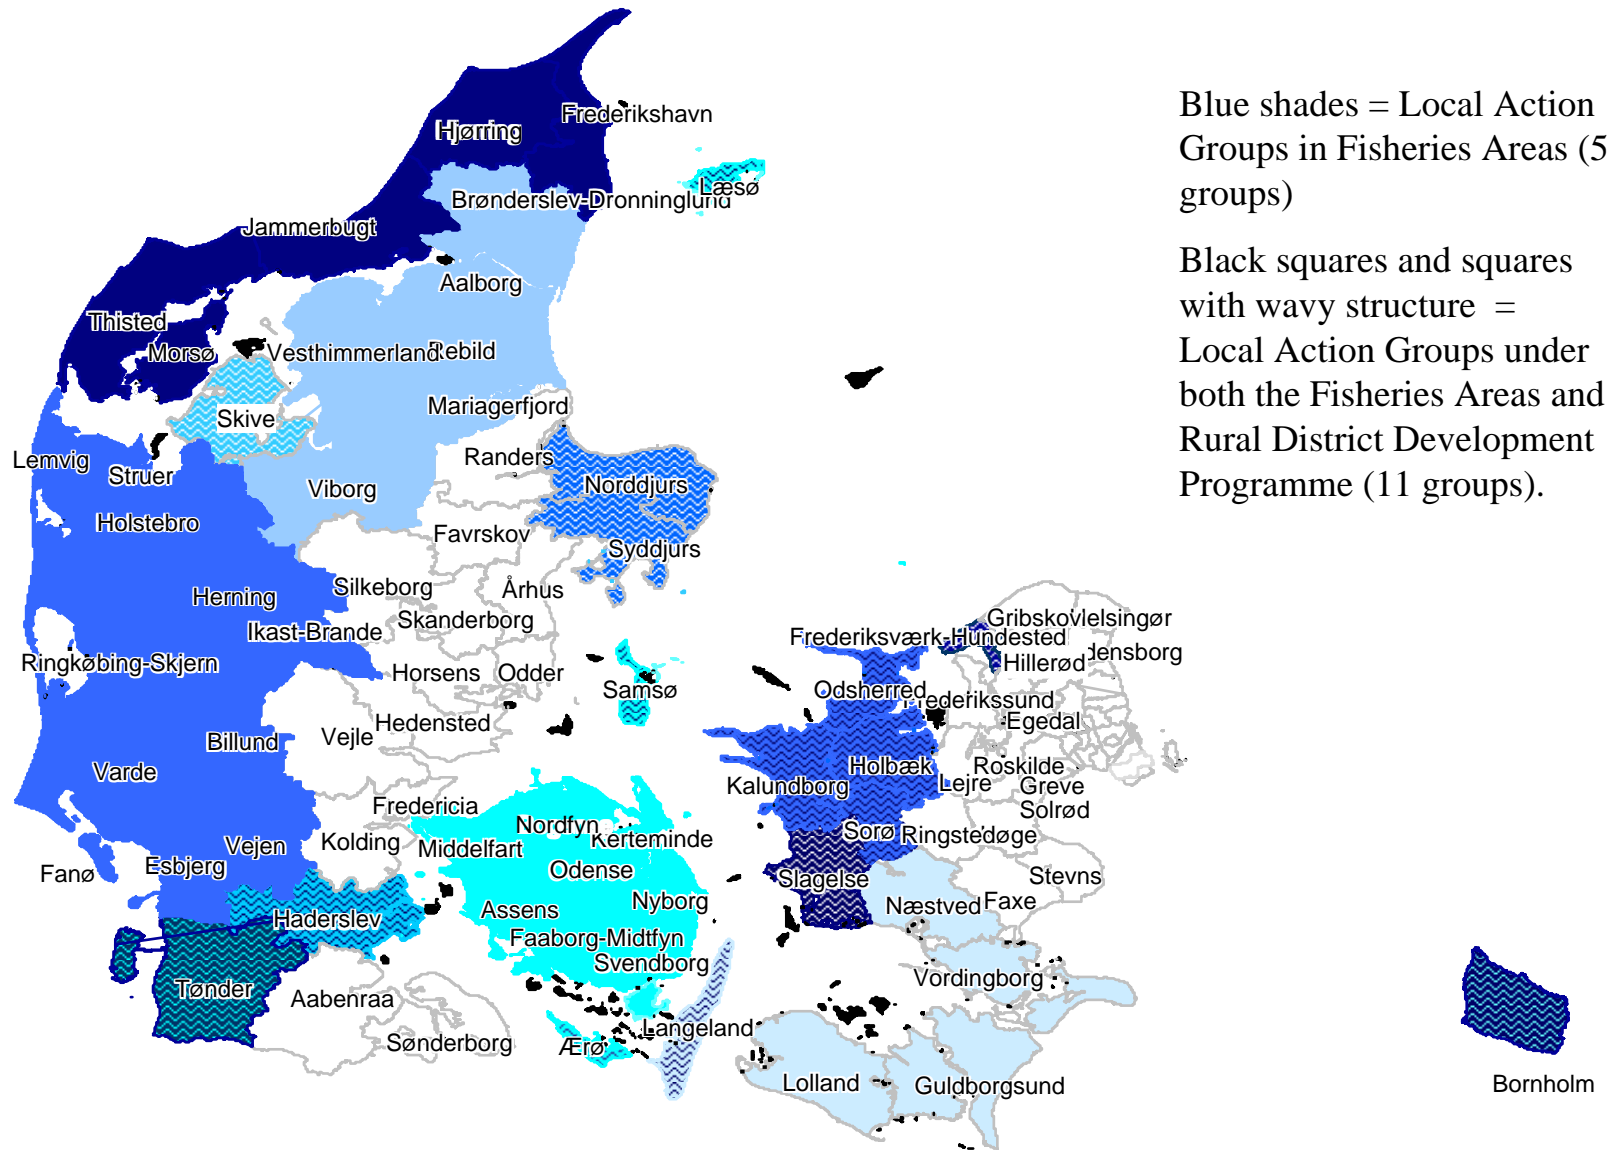 Blue shades = Local Action
Groups in Fisheries Areas (5
groups)
Black squares and squares
with wavy structure =
Local Action Groups under
both the Fisheries Areas and
Rural District Development
Programme (11 groups).
Frederikshavn
Hjørring
Læsø
Brønderslev-Dronninglund
Jammerbugt
Aalborg
Thisted
Morsø
Vesthimmerland
Rebild
Mariagerfjord
Skive
Lemvig
Struer
Randers
Viborg
Norddjurs
Holstebro
Favrskov
Syddjurs
Silkeborg
Århus
Herning
Skanderborg
Ikast-Brande
Ringkøbing-Skjern
Horsens
Odder
Samsø
Hedensted
Billund
Vejle
Varde
Fredericia
Kolding
Vejen
Esbjerg
Fanø
Haderslev
Tønder
Aabenraa
Sønderborg
Middelfart
Nordfyn
Kerteminde
Odense
Nyborg
Assens
Faaborg-Midtfyn
Svendborg
Langeland
Ærø
Gribskov
Helsingør
Frederiksværk-Hundested
Hillerød
densborg
Odsherred
Frederikssund
Egedal
Holbæk
Roskilde
Kalundborg
Lejre
Greve
Solrød
Sorø
Ringsted
øge
Slagelse
Stevns
Næstved
Faxe
Vordingborg
Lolland
Guldborgsund
Bornholm